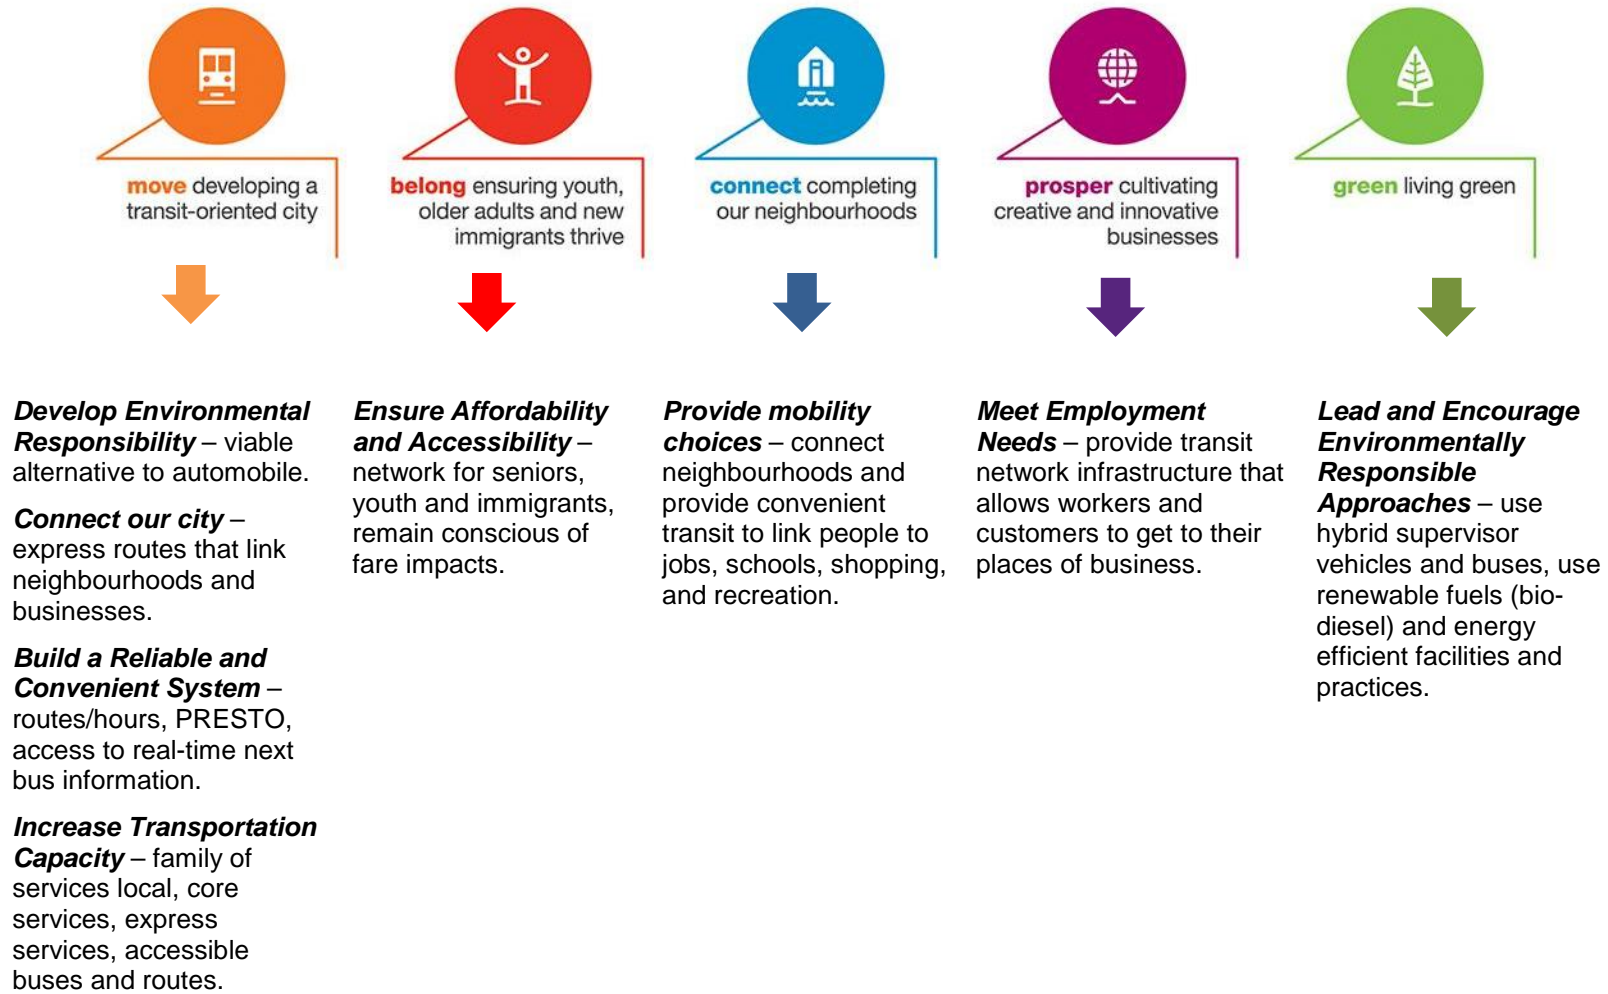 move developing a
transit-oriented city
belong ensuring youth,
older adults and new
immigrants thrive
connect completing
our neighbourhoods
prosper cultivating
creative and innovative
businesses
green living green
Develop Environmental
Responsibility – viable
alternative to automobile.
Connect our city –
express routes that link
neighbourhoods and
businesses.
Build a Reliable and
Convenient System –
routes/hours, PRESTO,
access to real-time next
bus information.
Increase Transportation
Capacity – family of
services local, core
services, express
services, accessible
buses and routes.
Ensure Affordability
and Accessibility –
network for seniors,
youth and immigrants,
remain conscious of
fare impacts.
Provide mobility
choices – connect
neighbourhoods and
provide convenient
transit to link people to
jobs, schools, shopping,
and recreation.
Meet Employment
Needs – provide transit
network infrastructure that
allows workers and
customers to get to their
places of business.
Lead and Encourage
Environmentally
Responsible
Approaches – use
hybrid supervisor
vehicles and buses, use
renewable fuels (bio-
diesel) and energy
efficient facilities and
practices.